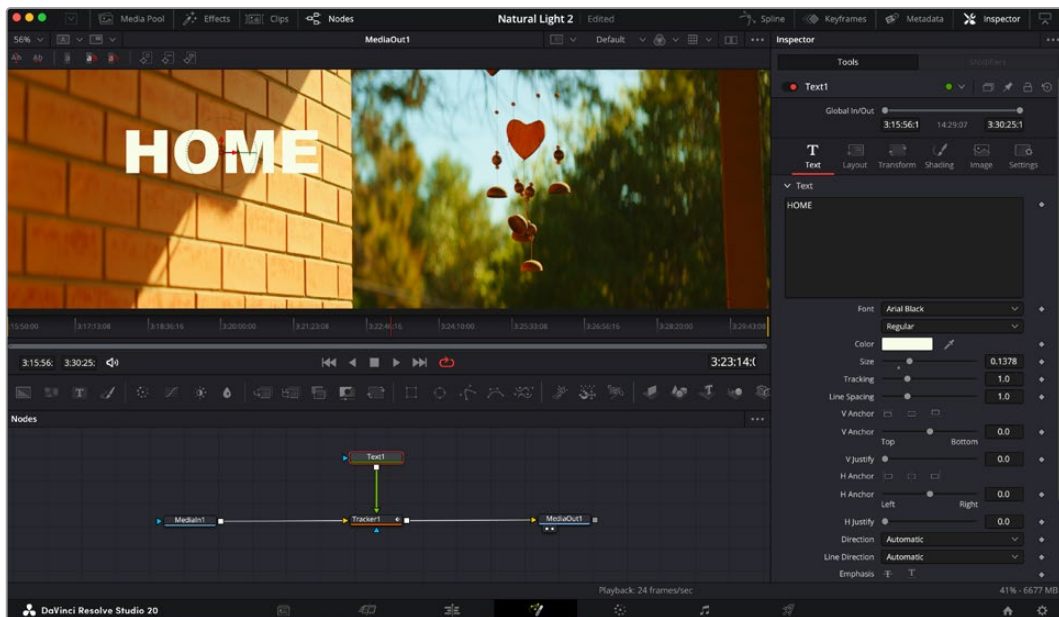 Media Pool Effects Clips Nodes Natural Light 2 Edited Spline Keyframes Metadata Inspector
56% MediaOut1 Default Inspector
Tools Modifiers
Text1
Global In/Out
3:15:56:1 14:29:07 3:30:25:1
HOME
Text Layout Transform Shading Image Settings
Text
HOME
Font Arial Black
Regular
3:17:13:08 3:18:36:16 3:20:00:00 3:21:23:08 3:24:10:00 3:25:33:08 3:26:56:16 3:28:20:00 3:29:43:08
Color
3:15:56: 3:30:25: 3:23:14:
Size 0.1378
Tracking 1.0
Line Spacing 1.0
V Anchor
Nodes
V Anchor 0.0
Top Bottom
Text1
V Justify 0.0
H Anchor
H Anchor 0.0
Left Right
MediaIn1 Tracker1 MediaOut1
H Justify 0.0
Direction Automatic
Line Direction Automatic
Emphasis T T
Playback: 24 frames/sec 41% - 6677 MB
DaVinci Resolve Studio 20